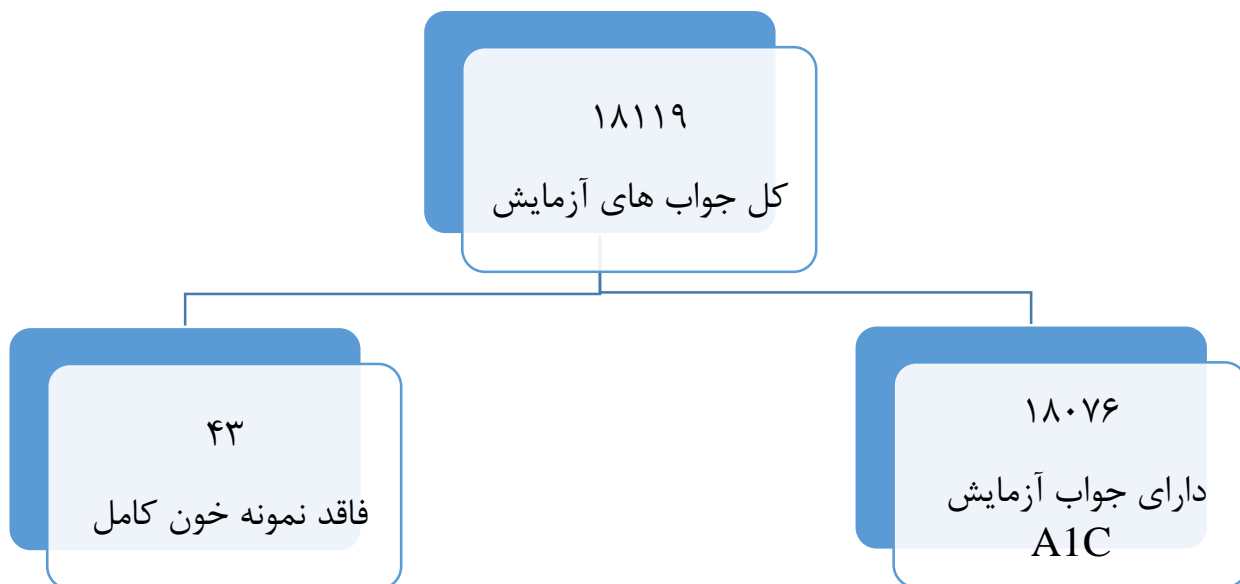 ۱۸۱۱۹
کل جواب های آزمایش
۱۸۰۷۶
دارای جواب آزمایش
A1C
۴۳
فاقد نمونه خون کامل